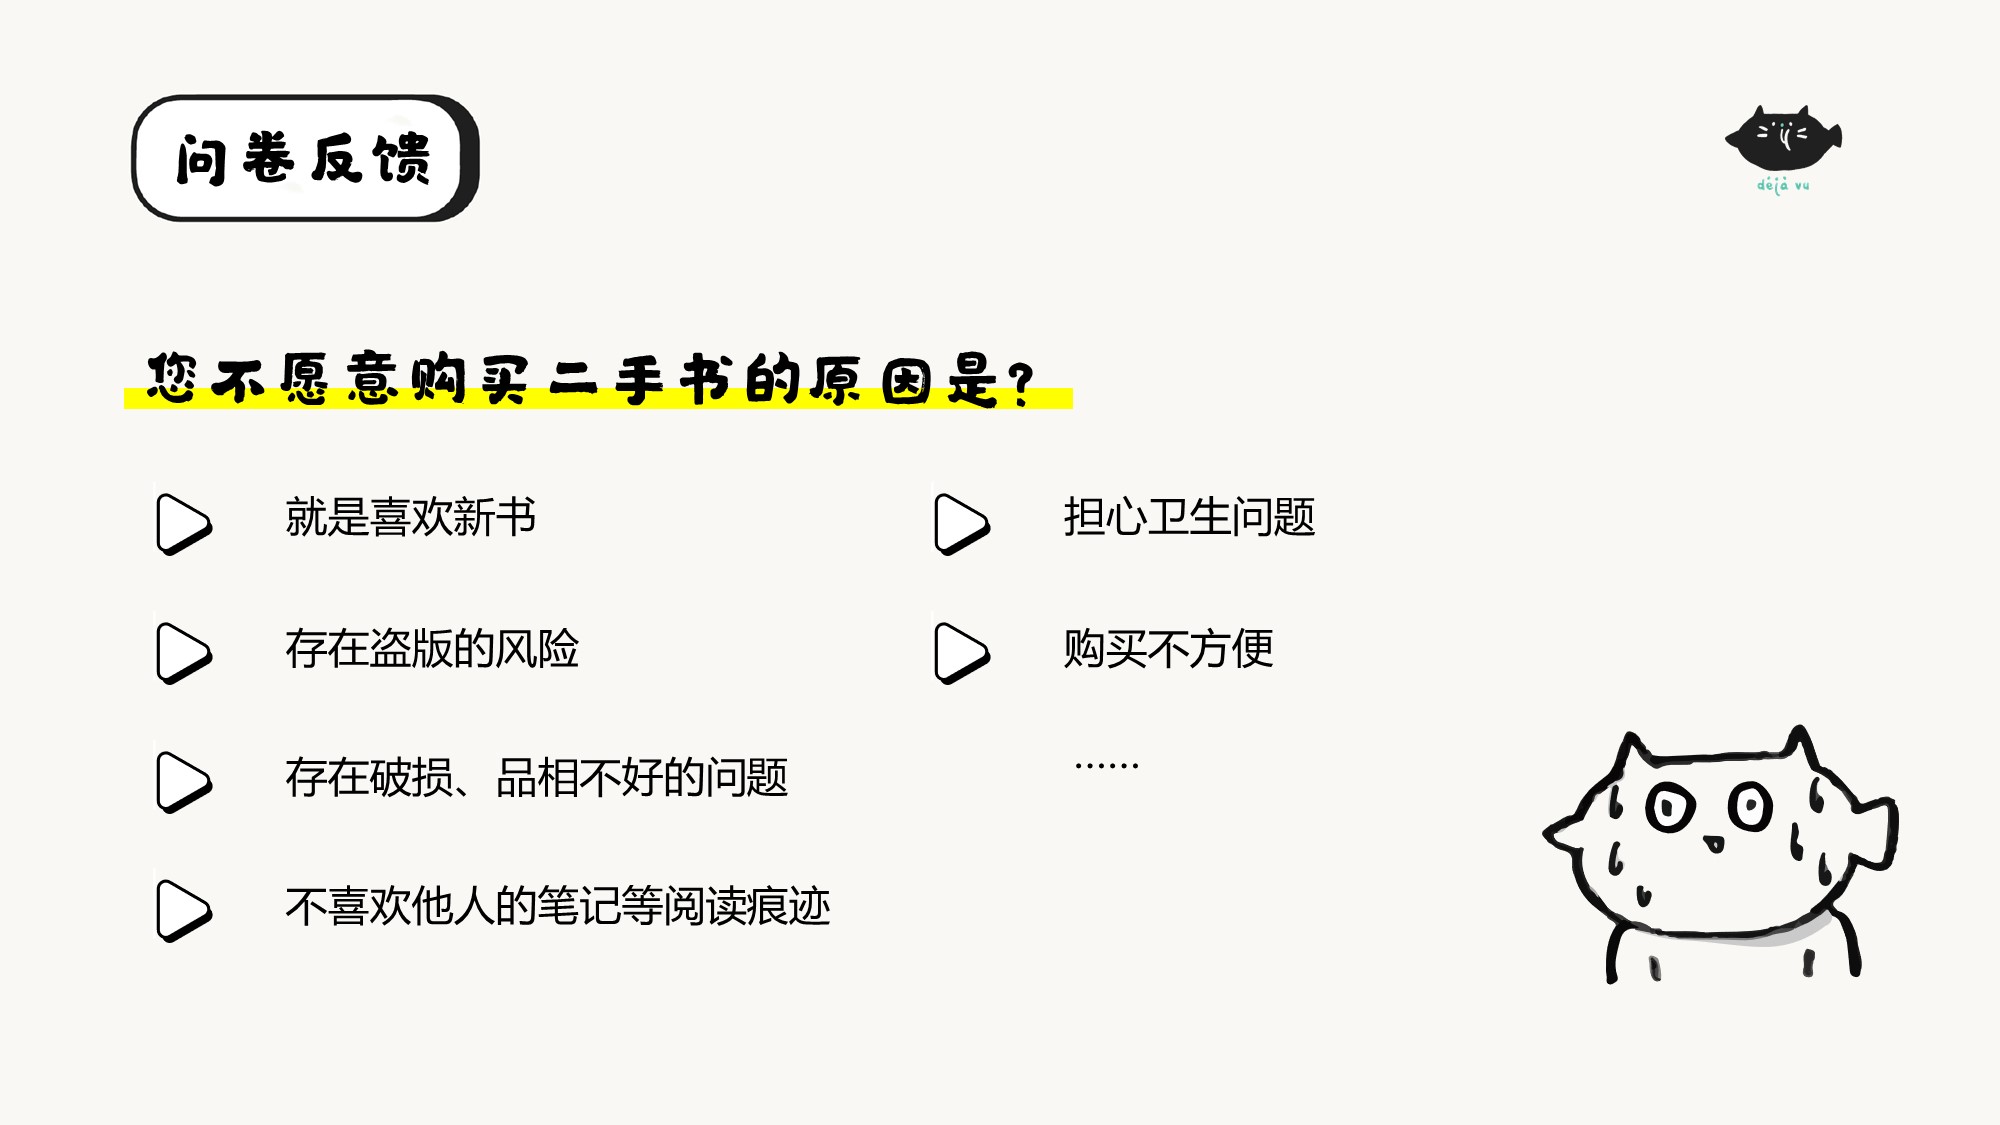 问卷反馈
déjà vu
您不愿意购买二手书的原因是？
就是喜欢新书
存在盗版的风险
存在破损、品相不好的问题
不喜欢他人的笔记等阅读痕迹
担心卫生问题
购买不方便
……